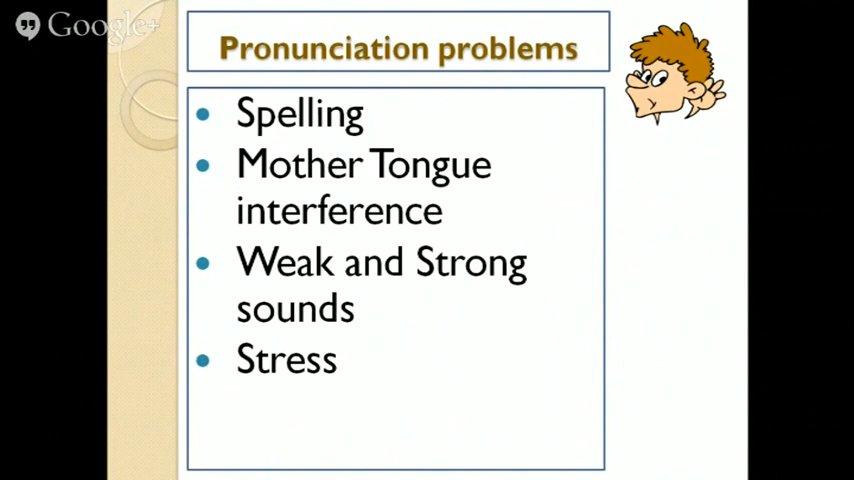 Google+
Pronunciation problems
Spelling
Mother Tongue
interference
Weak and Strong
sounds
Stress